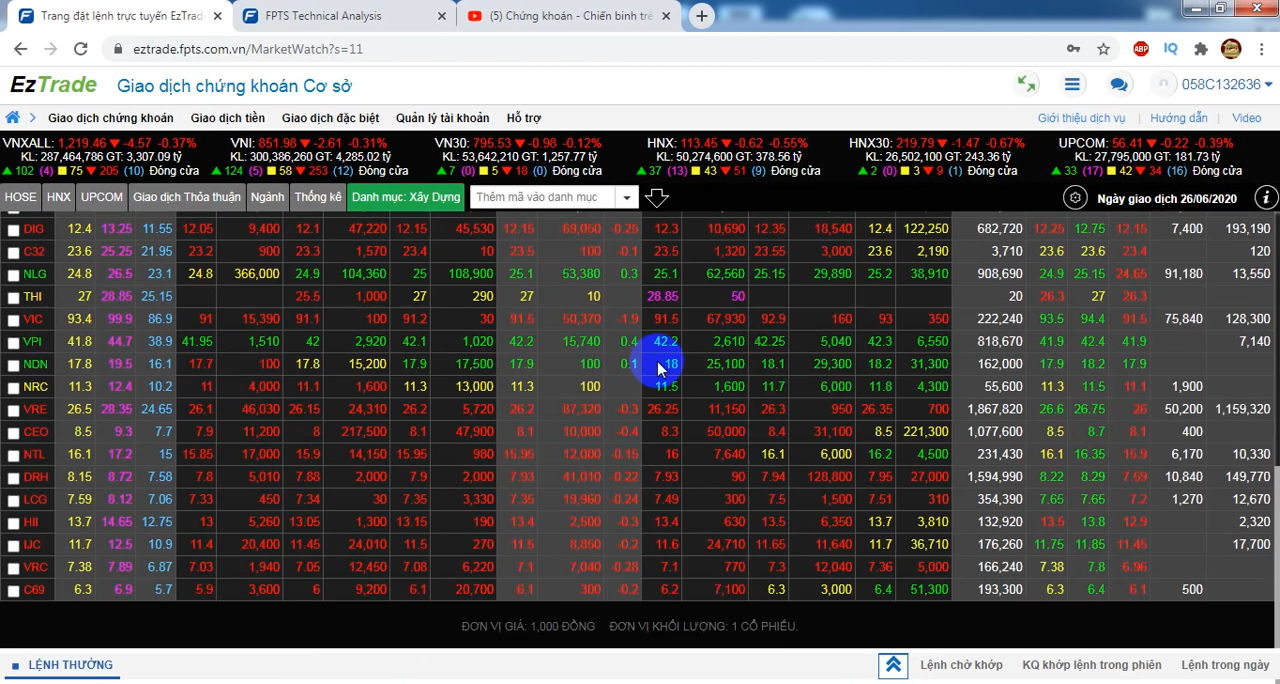 Trang đặt lệnh trực tuyến EzTrad
FPTS Technical Analysis
(5) Chứng khoán - Chiến binh trê
eztrade.fpts.com.vn/MarketWatch?s=11
ABP IQ
EzTrade Giao dịch chứng khoán Cơ sở 058C132636
Giao dịch chứng khoán Giao dịch tiền Giao dịch đặc biệt Quản lý tài khoản Hỗ trợ Giới thiệu dịch vụ Hướng dẫn Video
VNXALL: 1,219.46 ▼ -4.57 -0.37% VNI: 851.98 ▼ -2.61 -0.31% VN30: 795.53 ▼ -0.98 -0.12% HNX: 113.45 ▼ -0.62 -0.55% HNX30: 219.79 ▼ -1.47 -0.67% UPCOM: 56.41 ▼ -0.22 -0.39%
KL: 287,464,786 GT: 3,307.09 tỷ KL: 300,386,260 GT: 4,285.02 tỷ KL: 53,642,210 GT: 1,257.77 tỷ KL: 50,274,600 GT: 378.56 tỷ KL: 26,502,100 GT: 243.36 tỷ KL: 27,795,000 GT: 181.73 tỷ
▲ 102 (4) ■ 75 ▼ 205 (10) Đóng cửa ▲ 124 (5) ■ 58 ▼ 253 (12) Đóng cửa ▲ 7 (0) ■ 5 ▼ 18 (0) Đóng cửa ▲ 37 (13) ■ 43 ▼ 51 (9) Đóng cửa ▲ 2 (0) ■ 3 ▼ 9 (1) Đóng cửa ▲ 33 (17) ■ 42 ▼ 34 (16) Đóng cửa
HOSE HNX UPCOM Giao dịch Thỏa thuận Ngành Thống kê Danh mục: Xây Dựng Thêm mã vào danh mục Ngày giao dịch 26/06/2020
DIG 12.4 13.25 11.55 12.05 9,400 12.1 47,220 12.15 45,530 12.15 69,050 -0.25 12.3 10,690 12.35 18,540 12.4 122,250 682,720 12.25 12.75 12.15 7,400 193,190
C32 23.6 25.25 21.95 23.2 900 23.3 1,570 23.4 10 23.5 100 -0.1 23.5 1,320 23.55 3,000 23.6 2,190 3,710 23.6 23.6 23.4 120
NLG 24.8 26.5 23.1 24.8 366,000 24.9 104,360 25 108,900 25.1 53,380 0.3 25.1 62,560 25.15 29,890 25.2 38,910 908,690 24.9 25.15 24.65 91,180 13,550
THI 27 28.85 25.15 25.5 1,000 27 290 27 10 28.85 50 20 26.3 27 26.3
VIC 93.4 99.9 86.9 91 15,390 91.1 100 91.2 30 91.5 50,370 -1.9 91.5 67,930 92.9 160 93 350 222,240 93.5 94.4 91.5 75,840 128,300
VPI 41.8 44.7 38.9 41.95 1,510 42 2,920 42.1 1,020 42.2 15,740 0.4 42.2 2,610 42.25 5,040 42.3 6,550 818,670 41.9 42.4 41.9 7,140
NDN 17.8 19.5 16.1 17.7 100 17.8 15,200 17.9 17,500 17.9 100 0.1 18 25,100 18.1 29,300 18.2 31,300 162,000 17.9 18.2 17.9
NRC 11.3 12.4 10.2 11 4,100 11.1 1,600 11.3 13,000 11.3 100 11.5 1,600 11.7 6,000 11.8 4,300 55,600 11.3 11.5 11.1 1,900
VRE 26.5 28.35 24.65 26.1 46,030 26.15 24,310 26.2 5,720 26.2 87,320 -0.3 26.25 11,150 26.3 950 26.35 700 1,867,820 26.6 26.75 26 50,200 1,159,320
CEO 8.5 9.3 7.7 7.9 11,200 8 217,500 8.1 47,900 8.1 10,000 -0.4 8.3 50,000 8.4 31,100 8.5 221,300 1,077,600 8.5 8.7 8.1 400
NTL 16.1 17.2 15 15.85 17,000 15.9 14,150 15.95 980 15.95 12,000 -0.15 16 7,640 16.1 6,000 16.2 4,500 231,430 16.1 16.35 15.9 6,170 10,330
DRH 8.15 8.72 7.58 7.8 5,010 7.88 2,000 7.9 2,000 7.93 41,010 -0.22 7.93 90 7.94 128,800 7.95 27,000 1,594,990 8.22 8.29 7.59 10,840 149,770
LCG 7.59 8.12 7.06 7.33 450 7.34 30 7.35 3,330 7.35 19,960 -0.24 7.49 300 7.5 1,500 7.51 310 354,390 7.65 7.65 7.2 1,270 12,670
HII 13.7 14.65 12.75 13 5,260 13.05 1,300 13.15 190 13.4 2,500 -0.3 13.4 630 13.5 6,350 13.7 3,810 132,920 13.5 13.8 12.9 2,320
IJC 11.7 12.5 10.9 11.4 20,400 11.45 24,010 11.5 270 11.5 8,850 -0.2 11.6 24,710 11.65 11,640 11.7 36,710 176,260 11.75 11.85 11.45 17,700
VRC 7.38 7.89 6.87 7.03 1,940 7.05 12,450 7.08 6,220 7.1 7,040 -0.28 7.1 770 7.3 12,040 7.36 5,000 166,240 7.38 7.8 6.96
C69 6.3 6.9 5.7 5.9 3,600 6 9,200 6.1 20,700 6.1 300 -0.2 6.2 7,100 6.3 3,000 6.4 51,300 193,300 6.3 6.4 6.1 500
ĐƠN VỊ GIÁ: 1,000 ĐỒNG ĐƠN VỊ KHỐI LƯỢNG: 1 CỔ PHIẾU.
LỆNH THƯỜNG Lệnh chờ khớp KQ khớp lệnh trong phiên Lệnh trong ngày